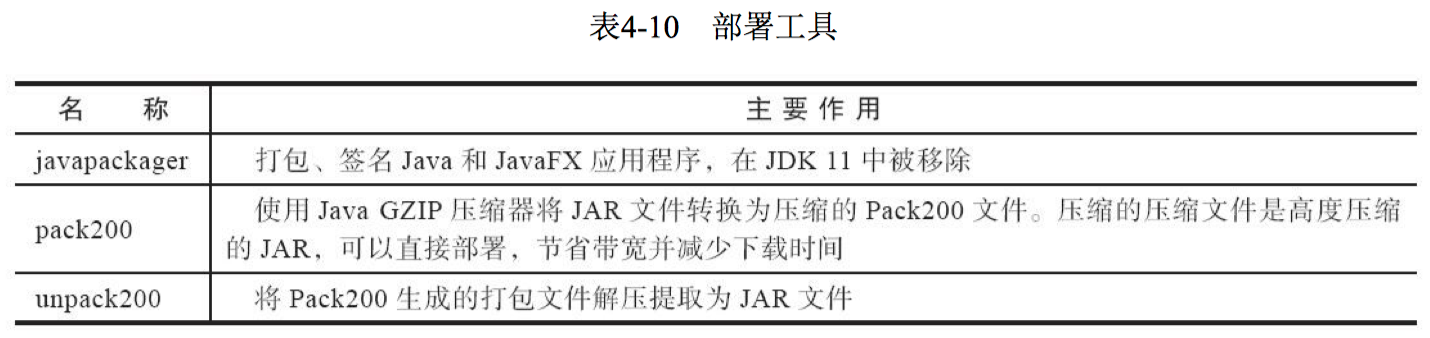 表4-10 部署工具
名 称 主要作用
javapackager 打包、签名 Java 和 JavaFX 应用程序，在 JDK 11 中被移除
pack200 使用 Java GZIP 压缩器将 JAR 文件转换为压缩的 Pack200 文件。压缩的压缩文件是高度压缩
的 JAR，可以直接部署，节省带宽并减少下载时间
unpack200 将 Pack200 生成的打包文件解压提取为 JAR 文件